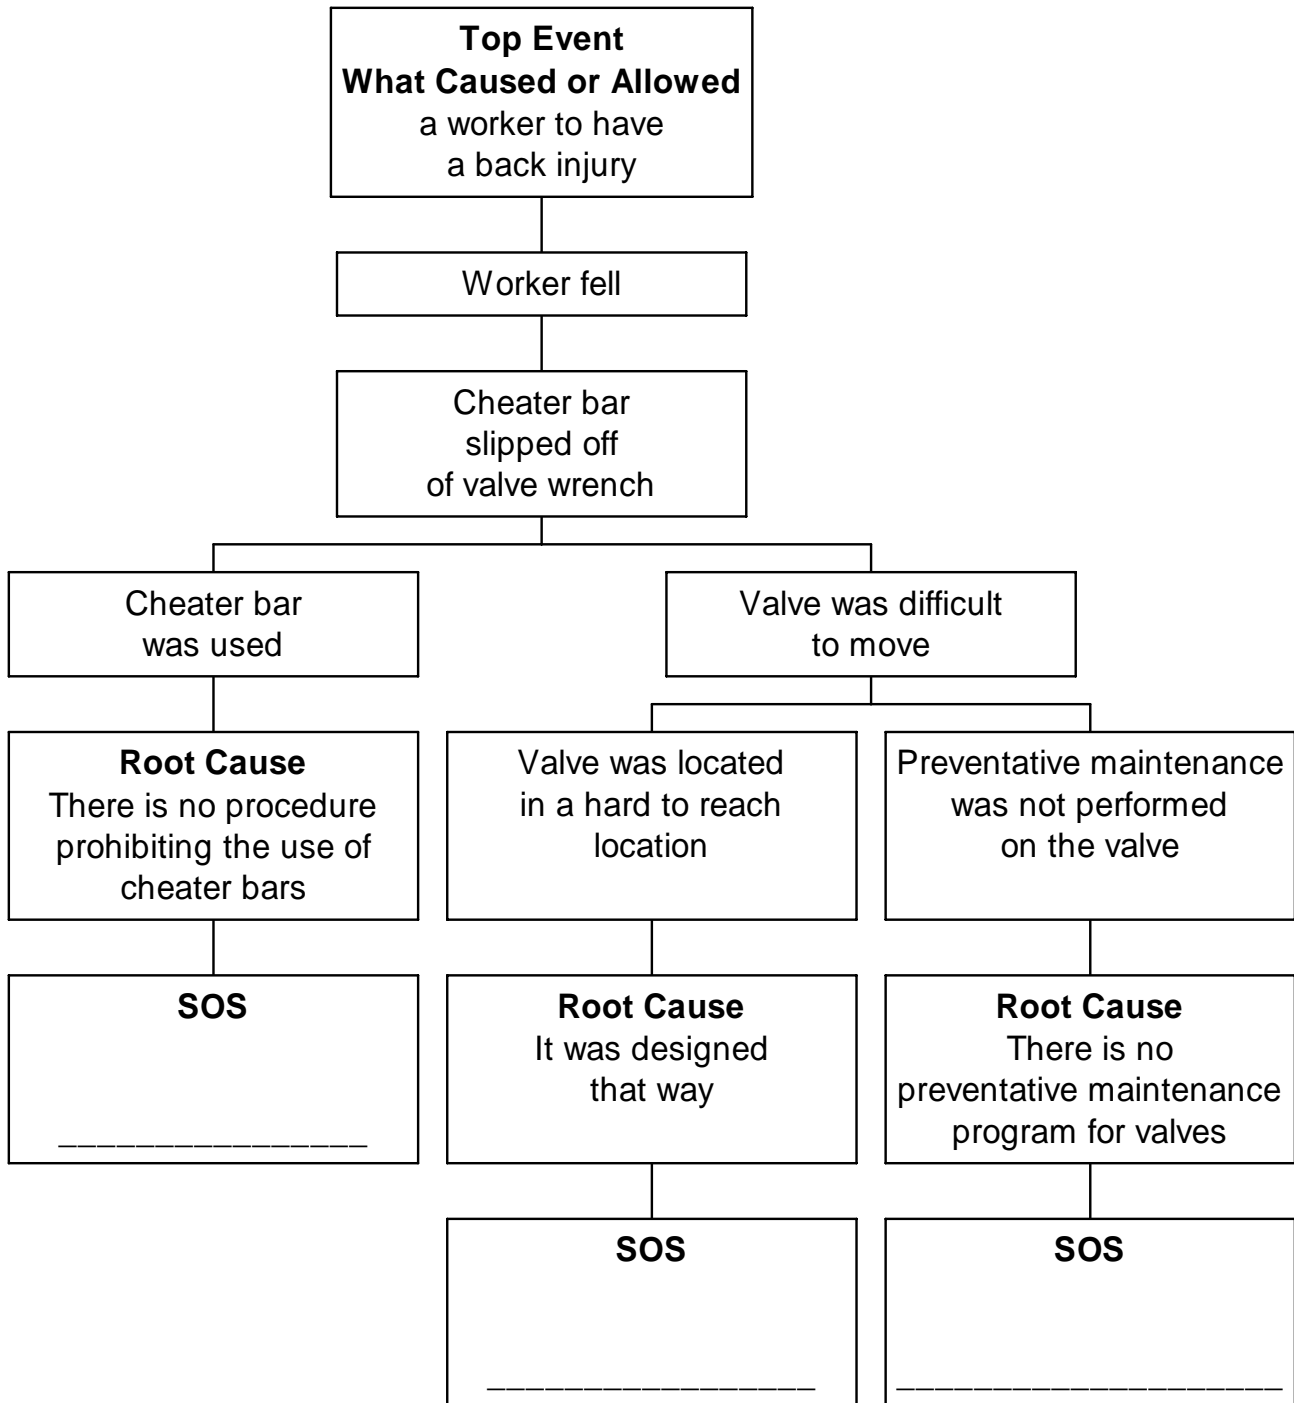 Top Event
What Caused or Allowed
a worker to have
a back injury
Worker fell
Cheater bar
slipped off
of valve wrench
Cheater bar
was used
Valve was difficult
to move
Root Cause
There is no procedure
prohibiting the use of
cheater bars
Valve was located
in a hard to reach
location
Preventative maintenance
was not performed
on the valve
SOS
________________
Root Cause
It was designed
that way
Root Cause
There is no
preventative maintenance
program for valves
SOS
_________________
SOS
____________________